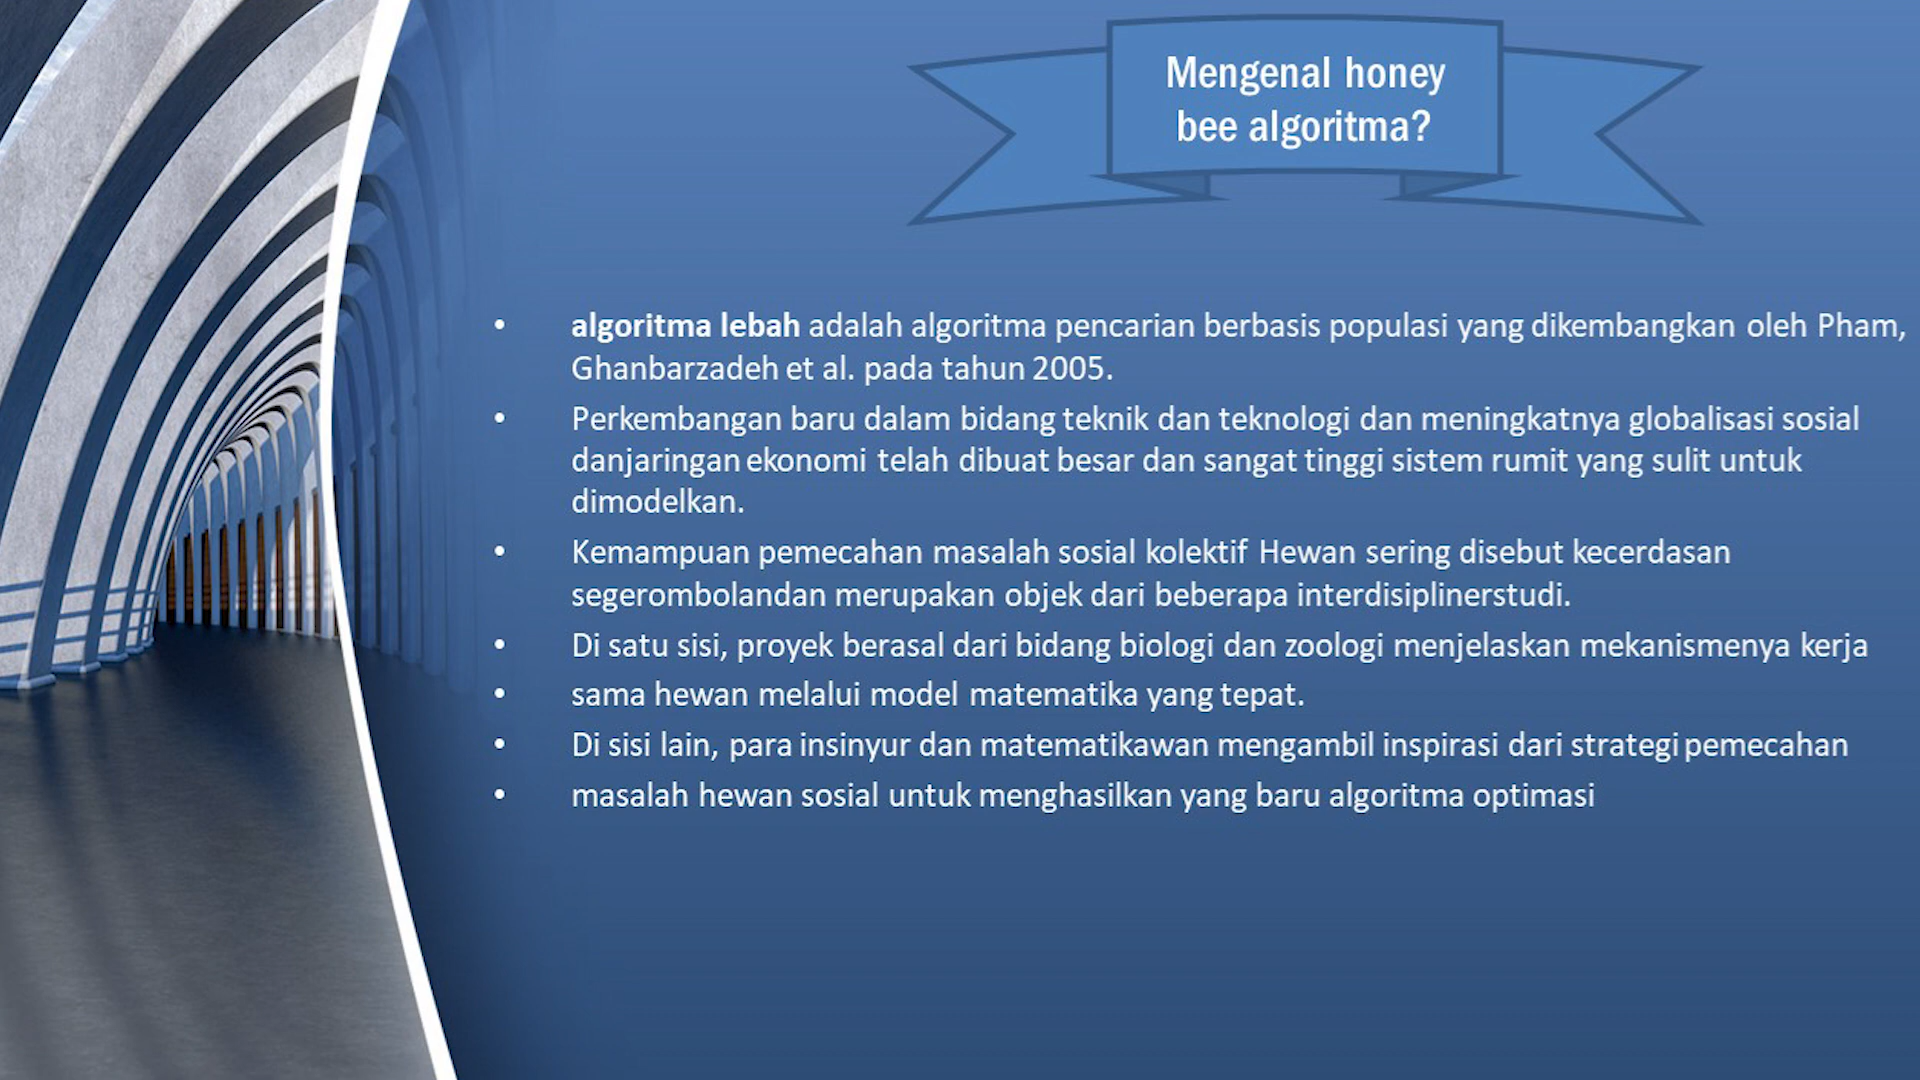 Mengenal honey
bee algoritma?
• algoritma lebah adalah algoritma pencarian berbasis populasi yang dikembangkan oleh Pham,
Ghanbarzadeh et al. pada tahun 2005.
• Perkembangan baru dalam bidang teknik dan teknologi dan meningkatnya globalisasi sosial
danjaringan ekonomi telah dibuat besar dan sangat tinggi sistem rumit yang sulit untuk
dimodelkan.
• Kemampuan pemecahan masalah sosial kolektif Hewan sering disebut kecerdasan
segerombolandan merupakan objek dari beberapa interdisiplinerstudi.
• Di satu sisi, proyek berasal dari bidang biologi dan zoologi menjelaskan mekanismenya kerja
• sama hewan melalui model matematika yang tepat.
• Di sisi lain, para insinyur dan matematikawan mengambil inspirasi dari strategi pemecahan
• masalah hewan sosial untuk menghasilkan yang baru algoritma optimasi